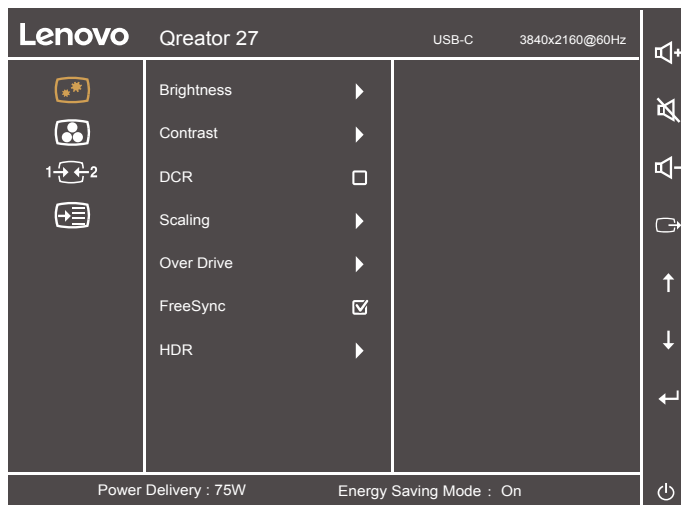 Lenovo Qreator 27 USB-C 3840x2160@60Hz
Brightness
Contrast
DCR
1 2
Scaling
Over Drive
FreeSync
HDR
Power Delivery : 75W Energy Saving Mode : On